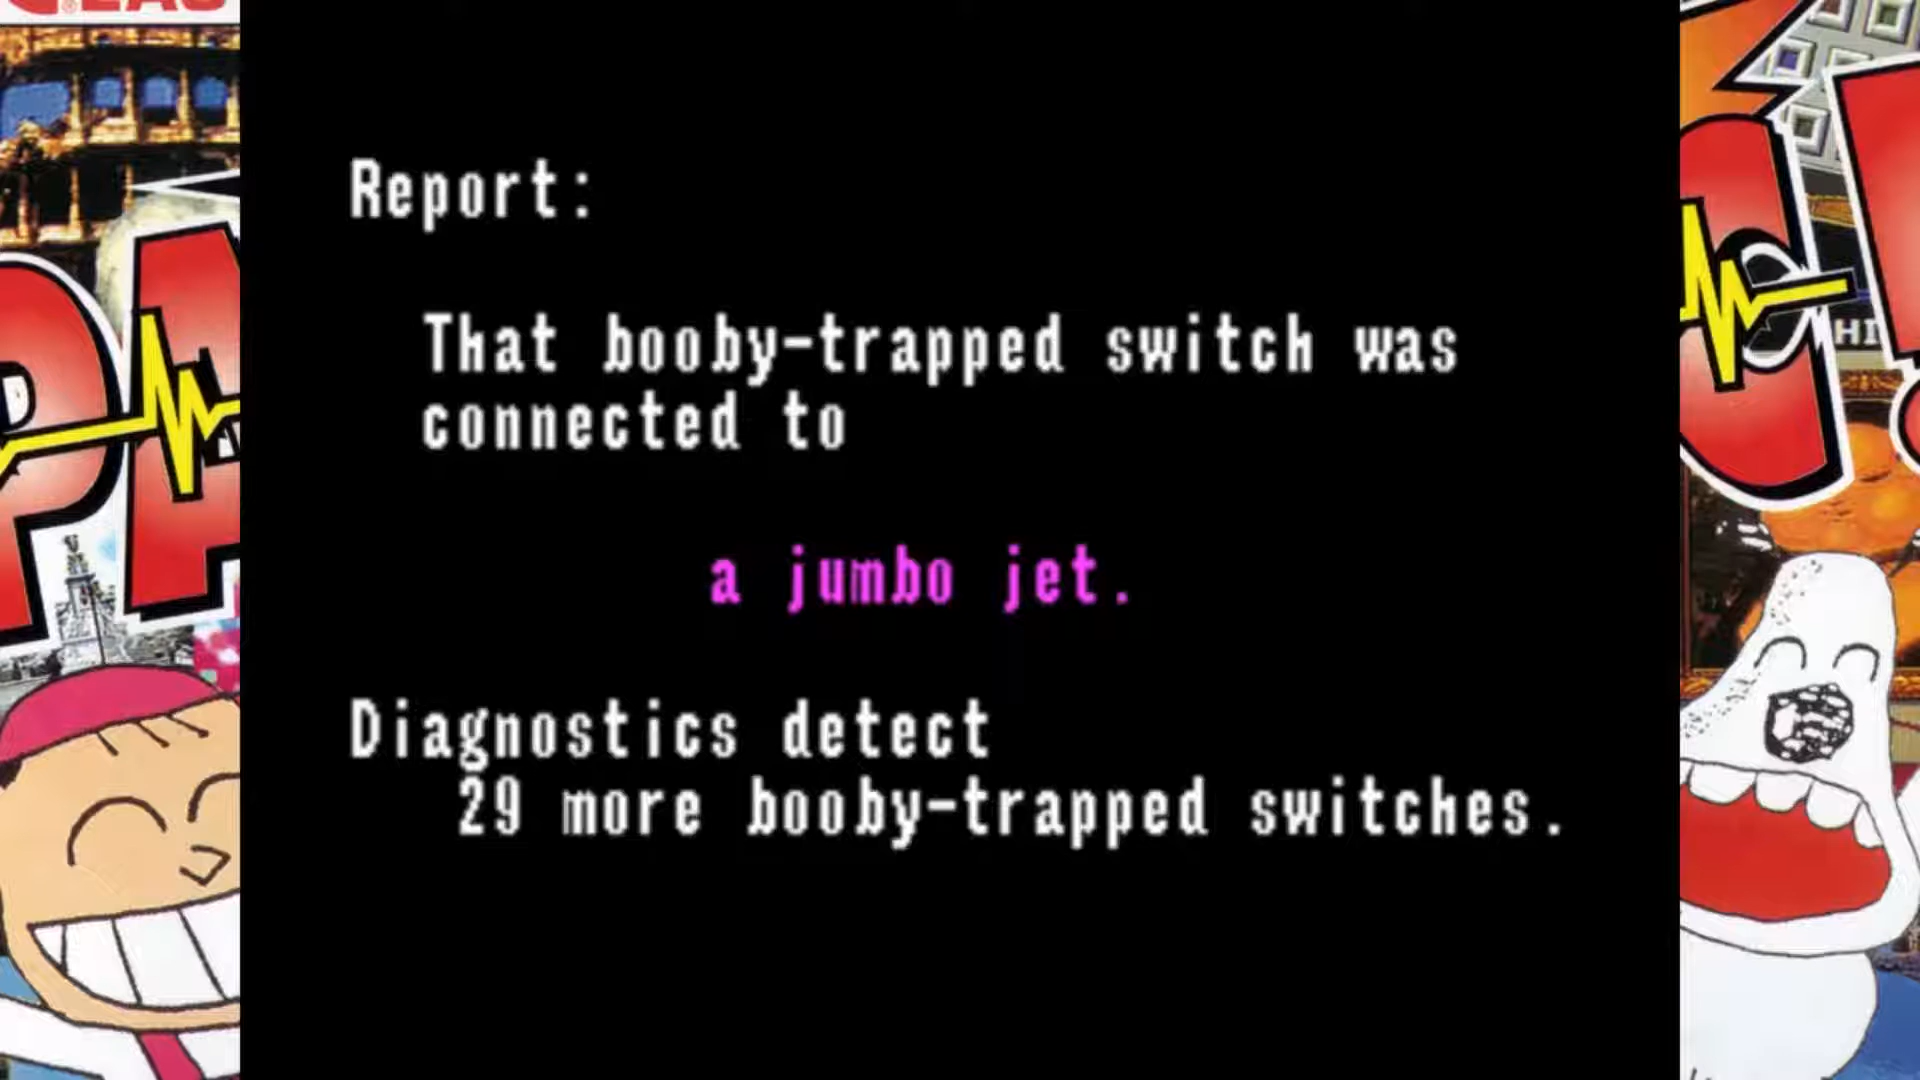 Report:
That booby-trapped switch was
connected to
a jumbo jet.
Diagnostics detect
29 more booby-trapped switches.